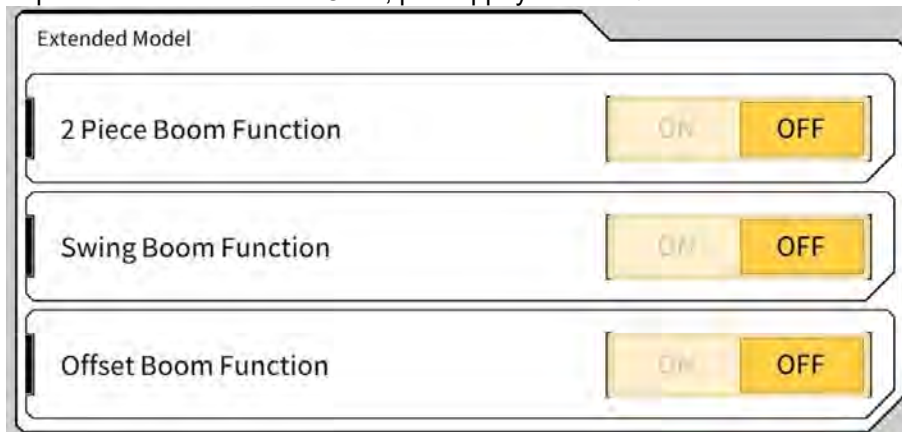 Extended Model
2 Piece Boom Function
ON OFF
Swing Boom Function
ON OFF
Offset Boom Function
ON OFF